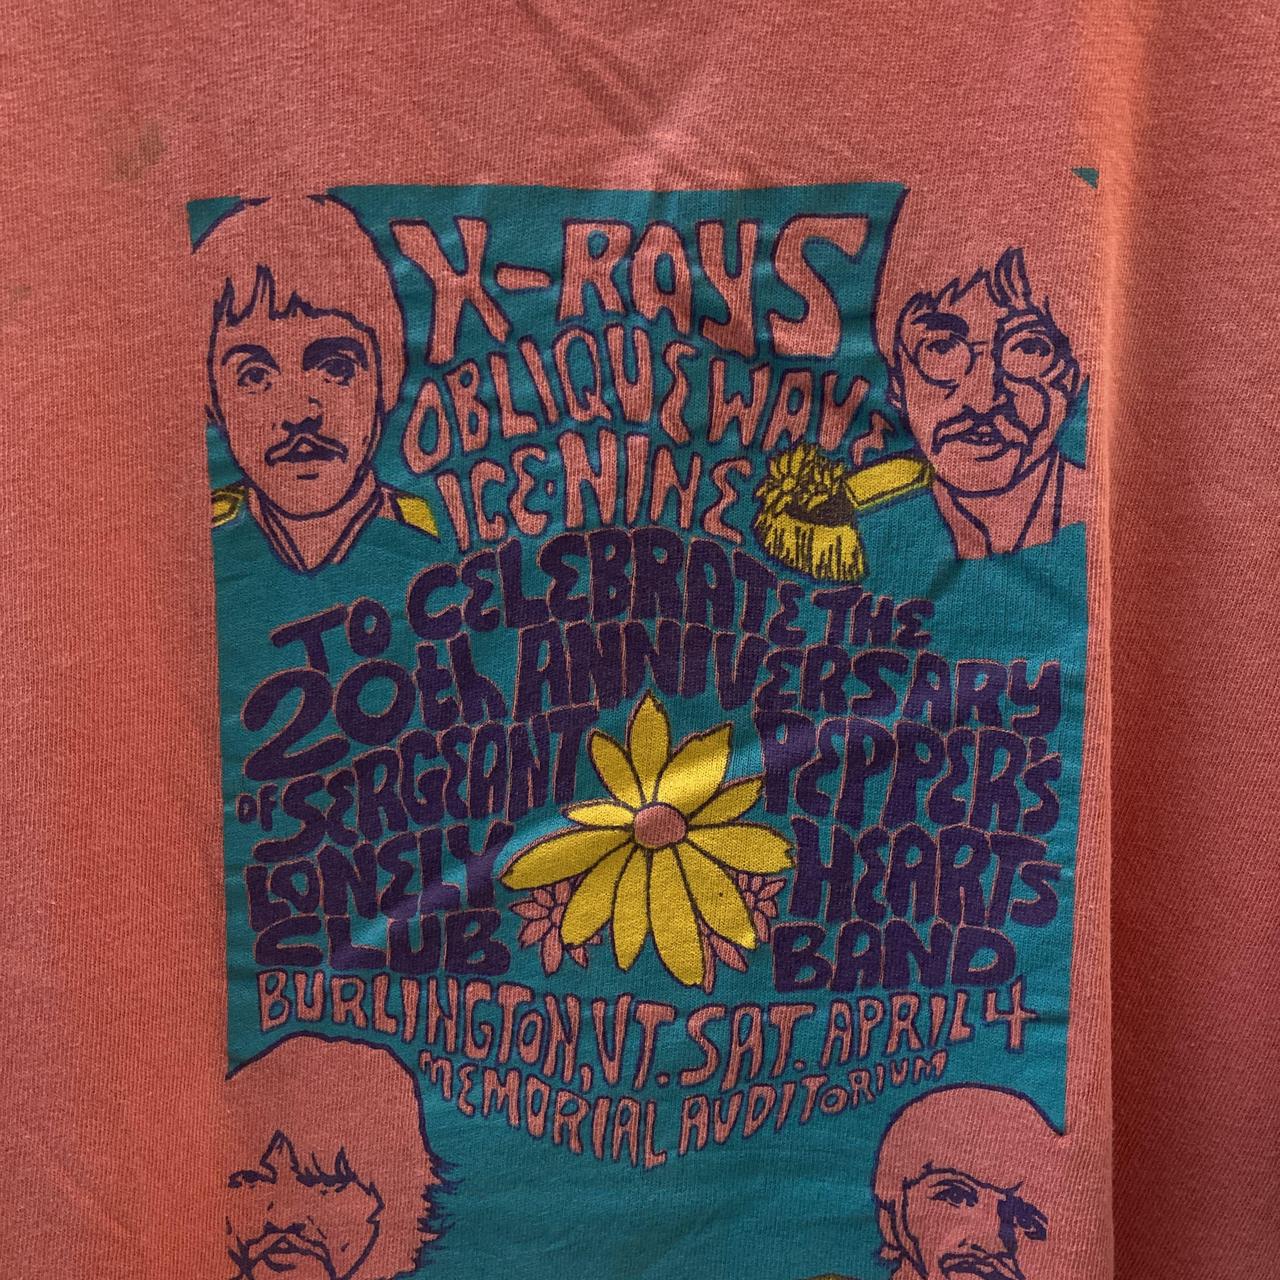 X-RAYS
OBLIQUE WAVE
ICE-NINE
TO CELEBRATE THE
20th ANNIVERSARY
OF SERGEANT PEPPER'S
LONELY HEARTS
CLUB BAND
BURLINGTON, VT. SAT. APRIL 4
MEMORIAL AUDITORIUM